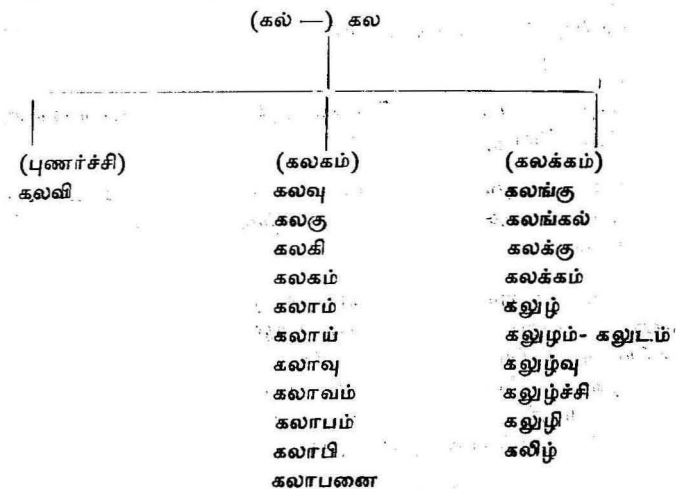 (கல் —) கல
(புணர்ச்சி) (கலகம்) (கலக்கம்)
கலவி கலவு கலங்கு
கலகு கலங்கல்
கலகி கலக்கு
கலகம் கலக்கம்
கலாம் கலுழ்
கலாய் கலுழம்- கலுடம்
கலாவு கலுழ்வு
கலாவம் கலுழ்ச்சி
கலாபம் கலுழி
கலாபி கலிழ்
கலாபனை